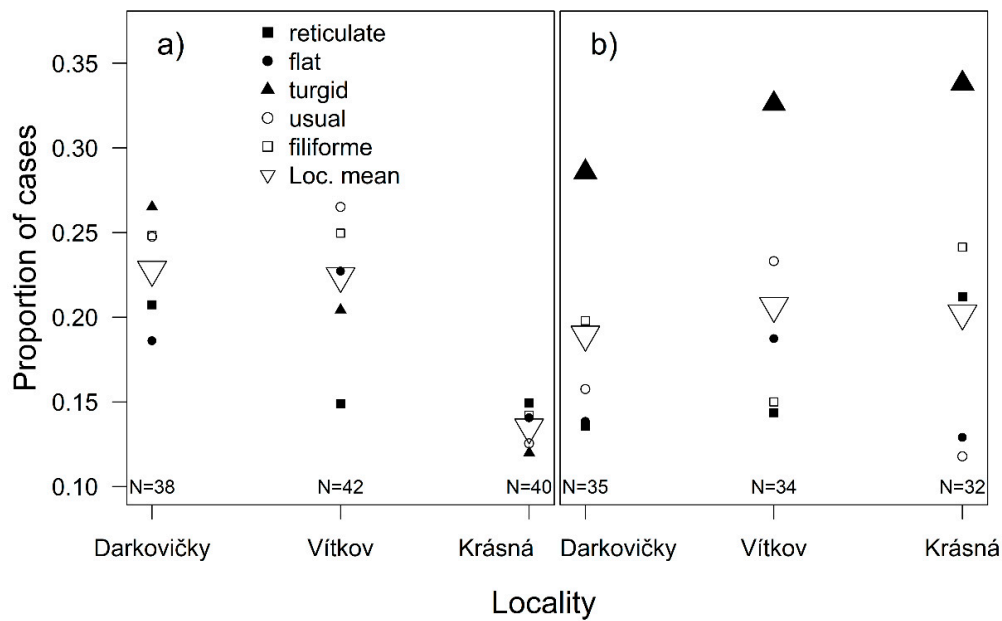 a)
reticulate
flat
turgid
usual
filiforme
Loc. mean
b)
0.35
0.30
0.25
0.20
0.15
0.10
Proportion of cases
N=38
N=42
N=40
N=35
N=34
N=32
Darkovičky
Vítkov
Krásná
Darkovičky
Vítkov
Krásná
Locality